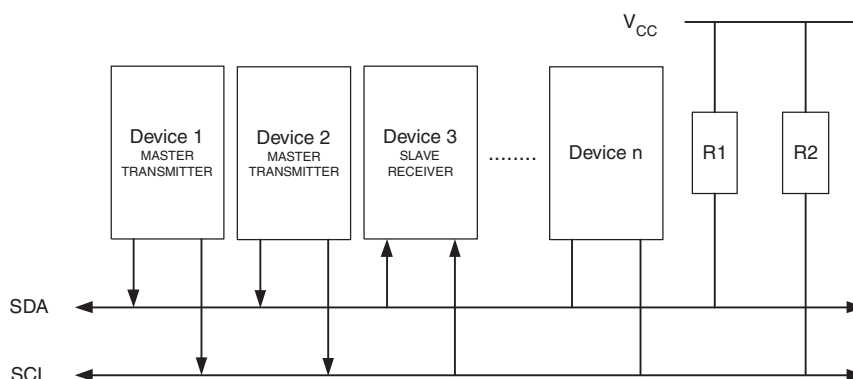 VCC
Device 1
MASTER
TRANSMITTER
Device 2
MASTER
TRANSMITTER
Device 3
SLAVE
RECEIVER
........
Device n
R1
R2
SDA
SCL